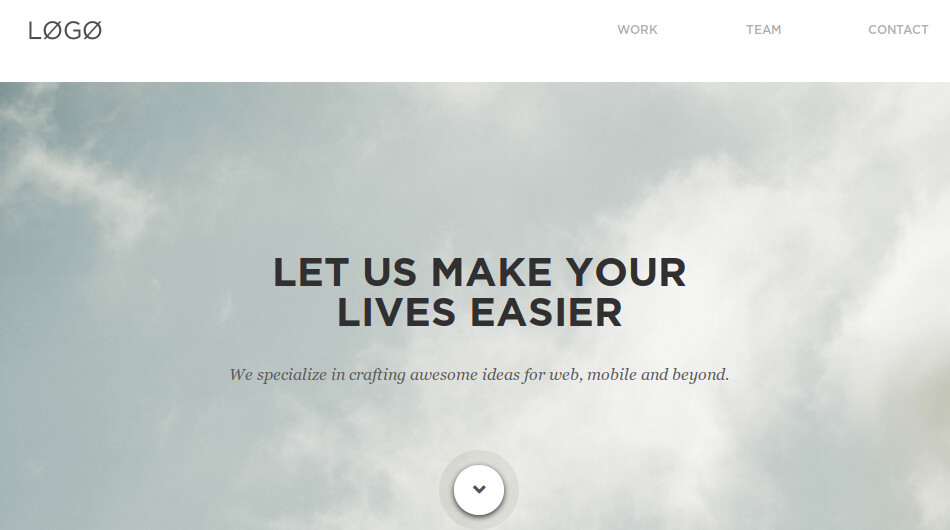 LØGØ
WORK TEAM CONTACT
LET US MAKE YOUR
LIVES EASIER
We specialize in crafting awesome ideas for web, mobile and beyond.